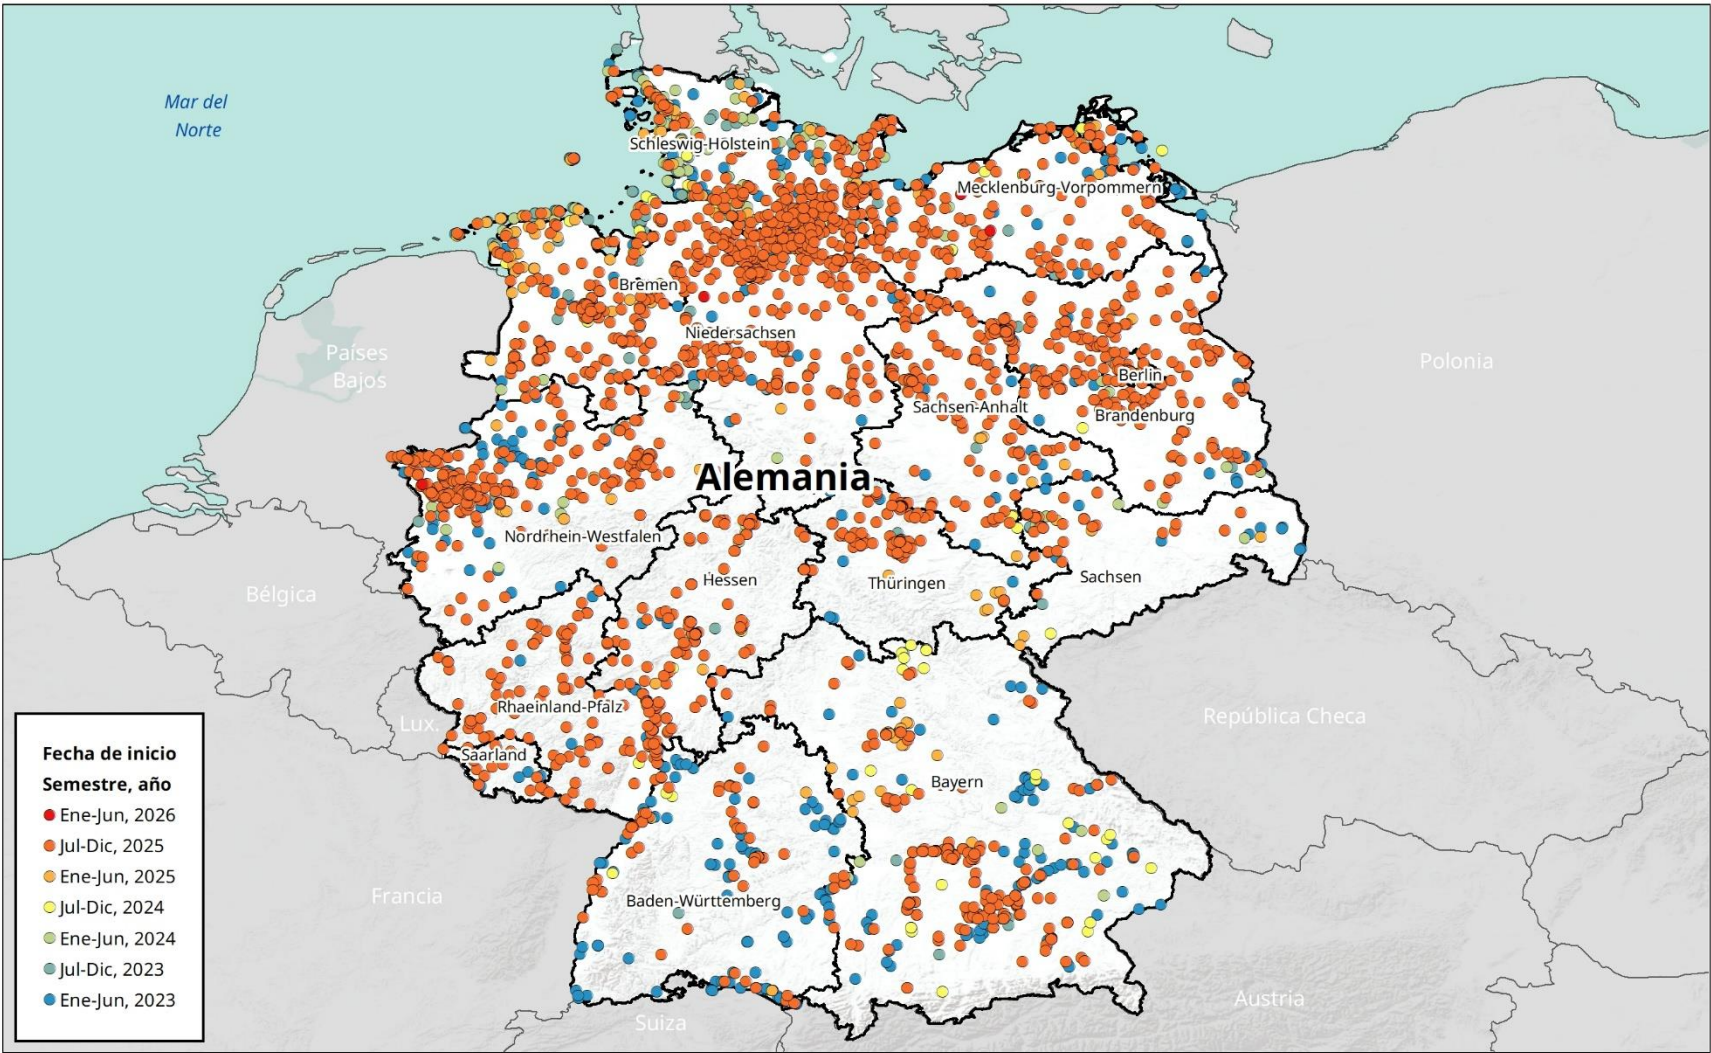 Mar del
Norte
Schleswig-Holstein
Mecklenburg-Vorpommern
Bremen
Niedersachsen
Países
Bajos
Polonia
Berlin
Sachsen-Anhalt
Brandenburg
Alemania
Nordrhein-Westfalen
Hessen
Thüringen
Sachsen
Bélgica
Rhaeinland-Pfalz
Lux.
República Checa
Saarland
Bayern
Francia
Baden-Württemberg
Austria
Suiza
Fecha de inicio
Semestre, año
Ene-Jun, 2026
Jul-Dic, 2025
Ene-Jun, 2025
Jul-Dic, 2024
Ene-Jun, 2024
Jul-Dic, 2023
Ene-Jun, 2023